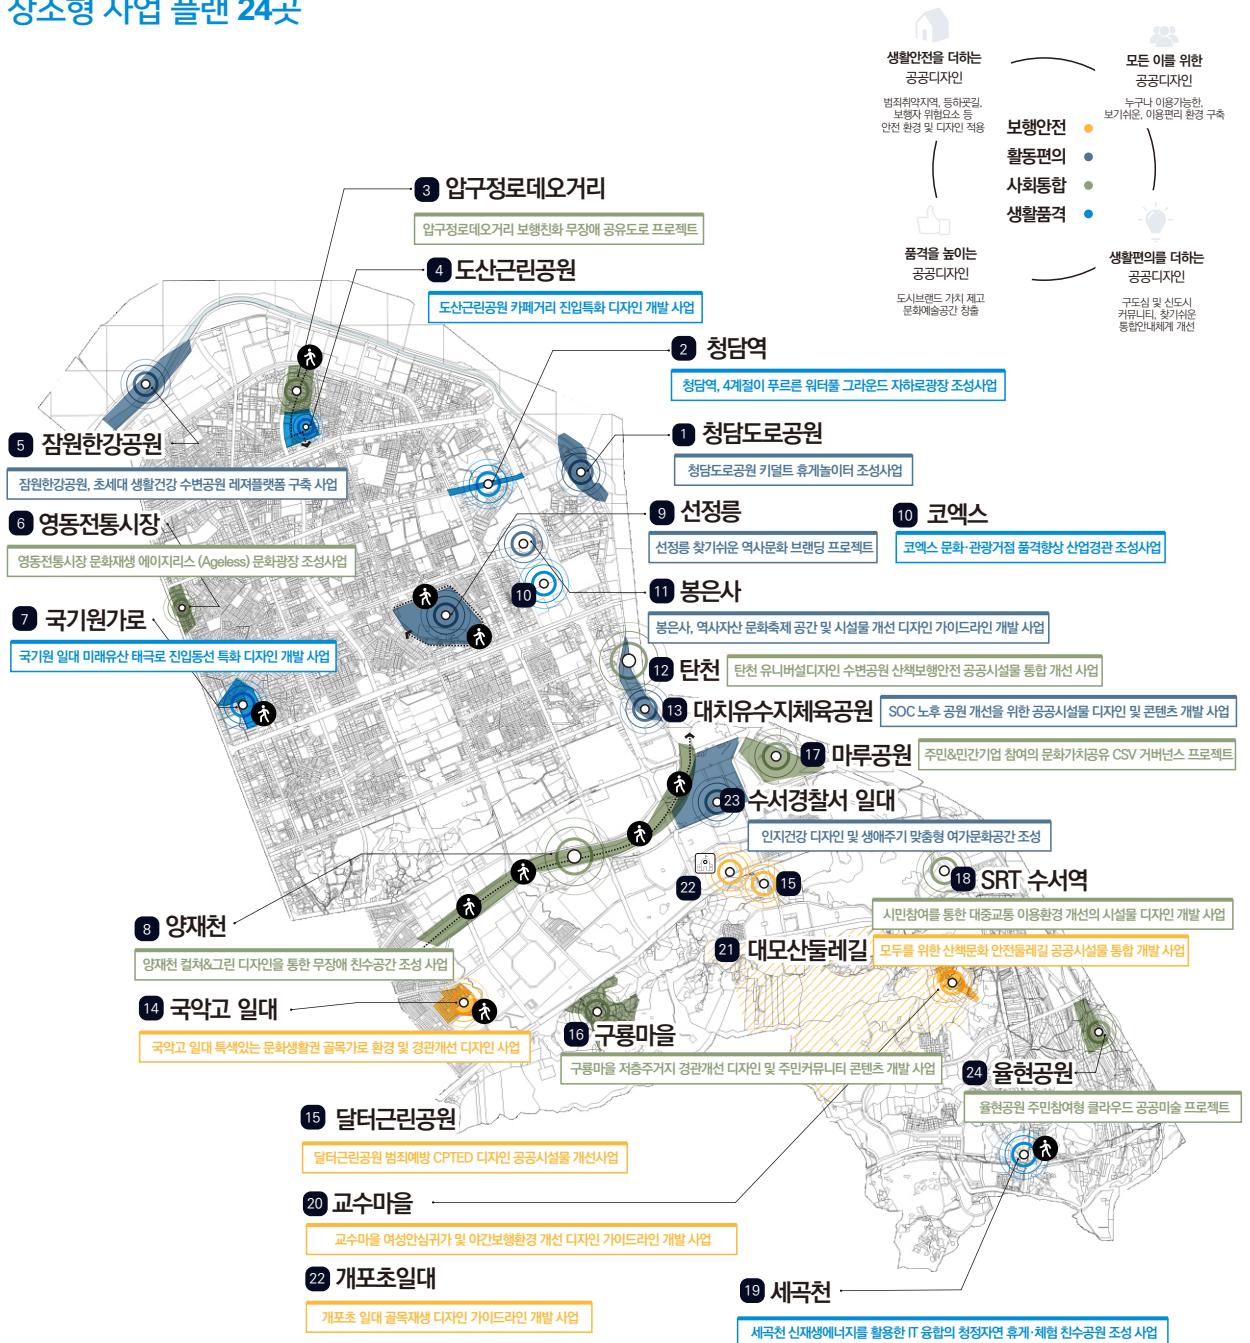 장소형 사업 플랜 24곳
생활안전을 더하는
공공디자인
범죄취약지역, 등하굣길,
보행자 위험요소 등
안전 환경 및 디자인 적용
모든 이를 위한
공공디자인
누구나 이용가능한,
보기쉬운, 이용편리 환경 구축
보행안전
활동편의
사회통합
생활품격
품격을 높이는
공공디자인
도시브랜드 가치 제고
문화예술공간 창출
생활편의를 더하는
공공디자인
구도심 및 신도시
커뮤니티, 찾기쉬운
통합안내체계 개선
3 압구정로데오거리
압구정로데오거리 보행친화 무장애 공유도로 프로젝트
4 도산근린공원
도산근린공원 카페거리 진입특화 디자인 개발 사업
2 청담역
청담역, 4계절이 푸르른 워터풀 그라운드 지하로광장 조성사업
1 청담도로공원
청담도로공원 키덜트 휴게놀이터 조성사업
5 잠원한강공원
잠원한강공원, 초세대 생활건강 수변공원 레져플랫폼 구축 사업
6 영동전통시장
영동전통시장 문화재생 에이지리스 (Ageless) 문화광장 조성사업
9 선정릉
선정릉 찾기쉬운 역사문화 브랜딩 프로젝트
10 코엑스
코엑스 문화·관광거점 품격향상 산업경관 조성사업
10
7 국기원가로
국기원 일대 미래유산 태극로 진입동선 특화 디자인 개발 사업
11 봉은사
봉은사, 역사자산 문화축제 공간 및 시설물 개선 디자인 가이드라인 개발 사업
12 탄천
탄천 유니버설디자인 수변공원 산책보행안전 공공시설물 통합 개선 사업
13 대치유수지체육공원
SOC 노후 공원 개선을 위한 공공시설물 디자인 및 콘텐츠 개발 사업
17 마루공원
주민&민간기업 참여의 문화가치공유 CSV 거버넌스 프로젝트
23 수서경찰서 일대
인지건강 디자인 및 생애주기 맞춤형 여가문화공간 조성
22
15
18 SRT 수서역
시민참여를 통한 대중교통 이용환경 개선의 시설물 디자인 개발 사업
8 양재천
양재천 컬쳐&그린 디자인을 통한 무장애 친수공간 조성 사업
21 대모산둘레길
모두를 위한 산책문화 안전둘레길 공공시설물 통합 개발 사업
14 국악고 일대
국악고 일대 특색있는 문화생활권 골목가로 환경 및 경관개선 디자인 사업
16 구룡마을
구룡마을 저층주거지 경관개선 디자인 및 주민커뮤니티 콘텐츠 개발 사업
24 율현공원
율현공원 주민참여형 클라우드 공공미술 프로젝트
15 달터근린공원
달터근린공원 범죄예방 CPTED 디자인 공공시설물 개선사업
20 교수마을
교수마을 여성안심귀가 및 야간보행환경 개선 디자인 가이드라인 개발 사업
22 개포초일대
개포초 일대 골목재생 디자인 가이드라인 개발 사업
19 세곡천
세곡천 신재생에너지를 활용한 IT 융합의 청정자연 휴게·체험 친수공원 조성 사업